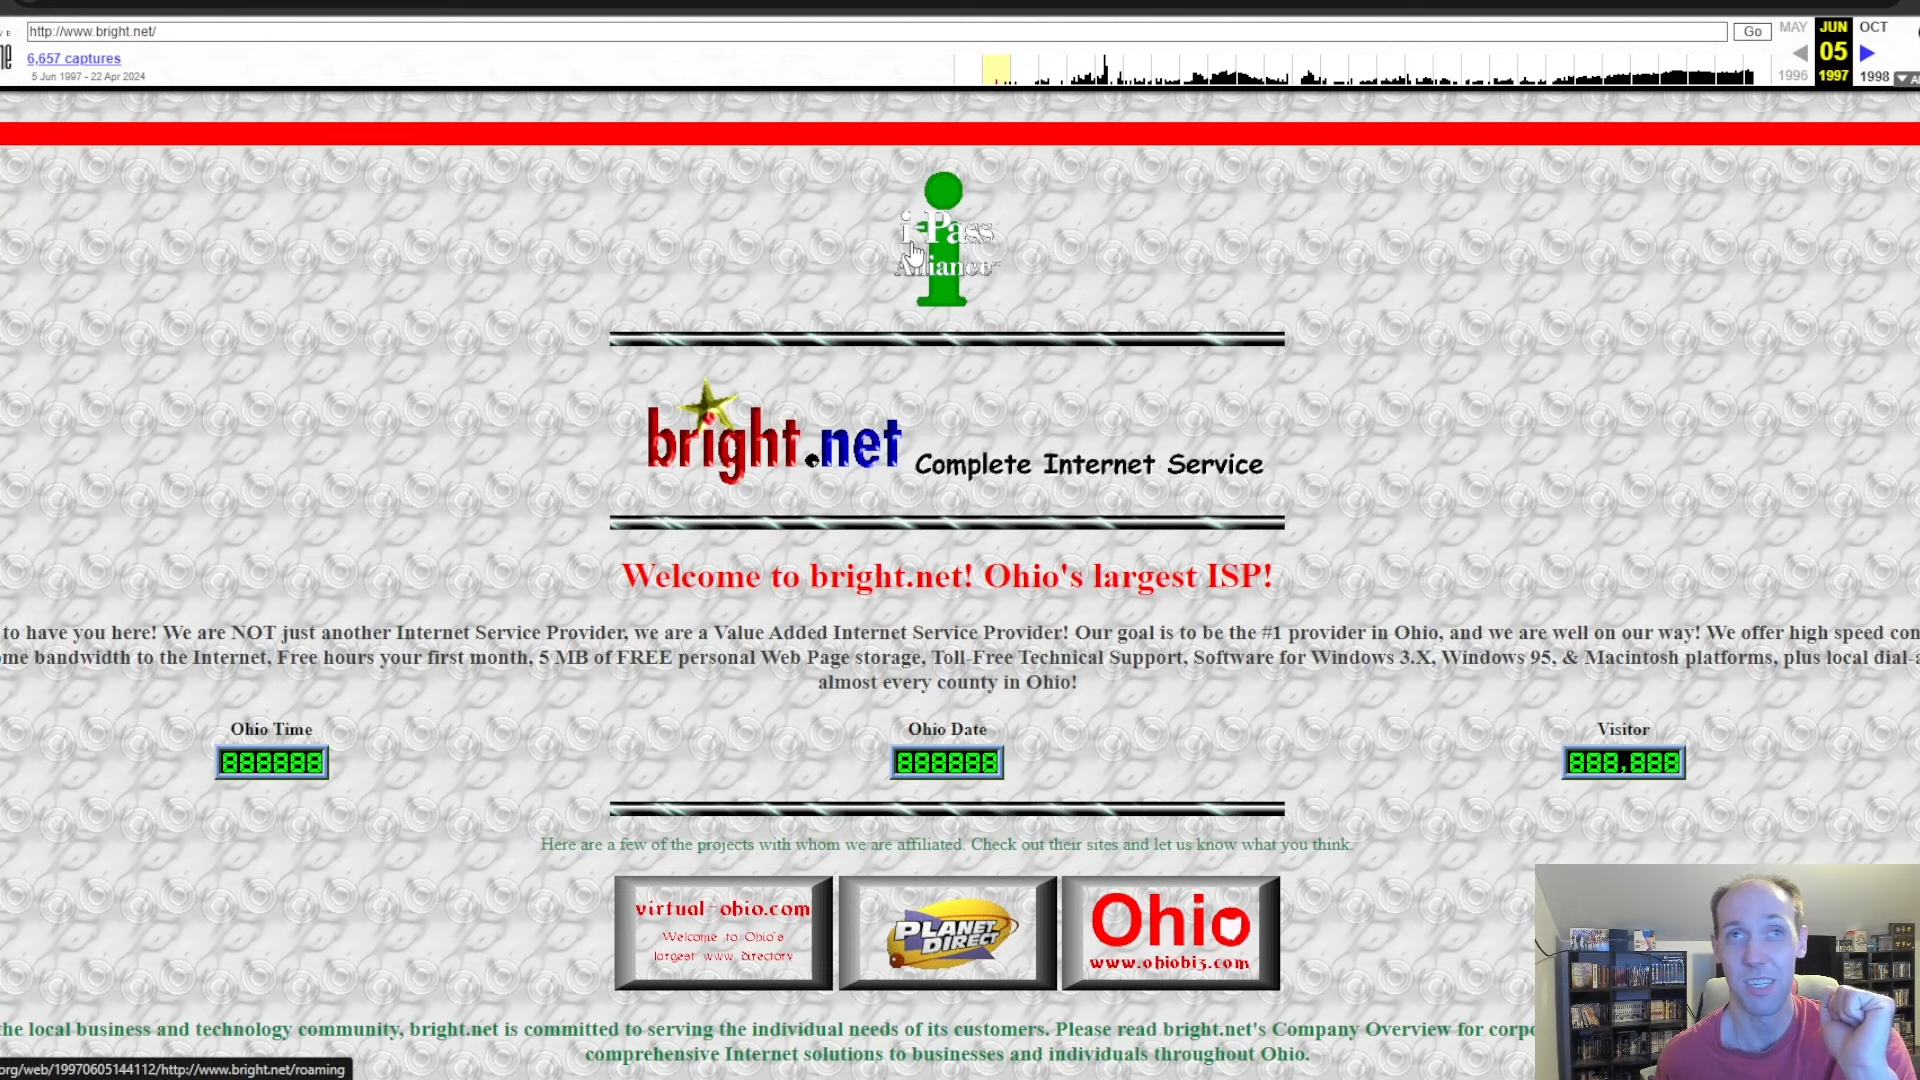 http://www.bright.net/
Go
MAY
JUN
OCT
6,657 captures
05
5 Jun 1997 - 22 Apr 2024
1996
1997
1998
i-Pass
Alliance
bright.net Complete Internet Service
Welcome to bright.net! Ohio's largest ISP!
to have you here! We are NOT just another Internet Service Provider, we are a Value Added Internet Service Provider! Our goal is to be the #1 provider in Ohio, and we are well on our way! We offer high speed con
me bandwidth to the Internet, Free hours your first month, 5 MB of FREE personal Web Page storage, Toll-Free Technical Support, Software for Windows 3.X, Windows 95, & Macintosh platforms, plus local dial-
almost every county in Ohio!
Ohio Time
Ohio Date
Visitor
888888
888888
888,888
Here are a few of the projects with whom we are affiliated. Check out their sites and let us know what you think.
virtual-ohio.com
Welcome to Ohio's
largest www directory
PLANET
DIRECT
Ohio
www.ohiobiz.com
the local business and technology community, bright.net is committed to serving the individual needs of its customers. Please read bright.net's Company Overview for corpo
comprehensive Internet solutions to businesses and individuals throughout Ohio.
org/web/19970605144112/http://www.bright.net/roaming